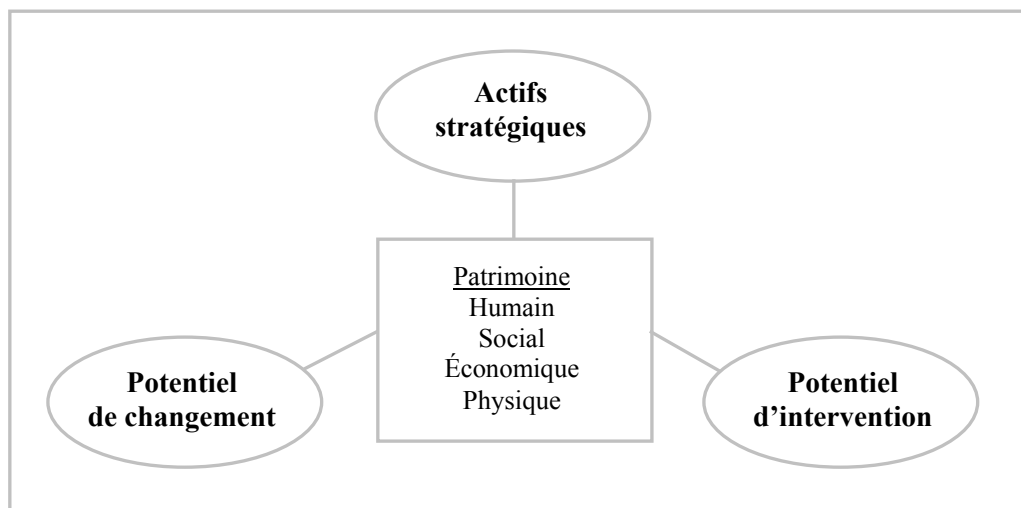 Actifs
stratégiques
Patrimoine
Humain
Social
Économique
Physique
Potentiel
de changement
Potentiel
d’intervention